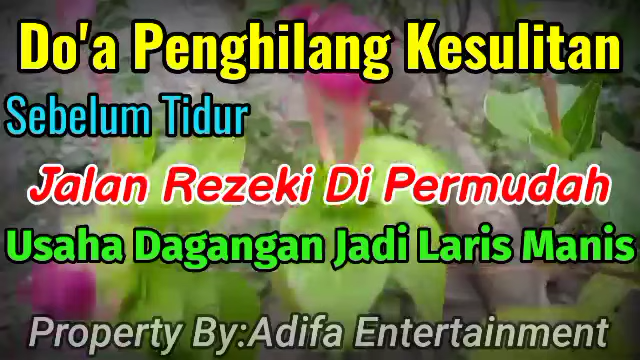 Do'a Penghilang Kesulitan
Sebelum Tidur
Jalan Rezeki Di Permudah
Usaha Dagangan Jadi Laris Manis
Property By:Adifa Entertainment